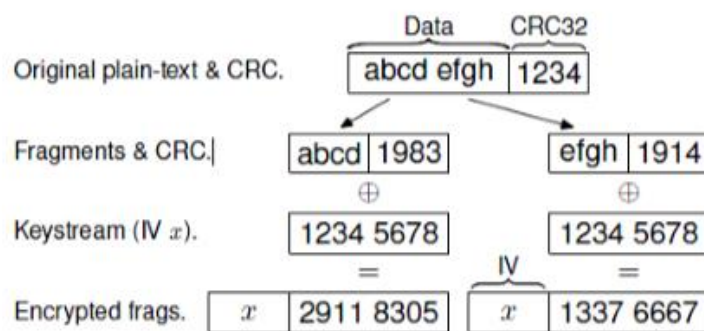 Data CRC32
Original plain-text & CRC. abcd efgh 1234
Fragments & CRC. abcd 1983 efgh 1914
⊕ ⊕
Keystream (IV x). 1234 5678 1234 5678
= IV =
Encrypted frags. x 2911 8305 x 1337 6667